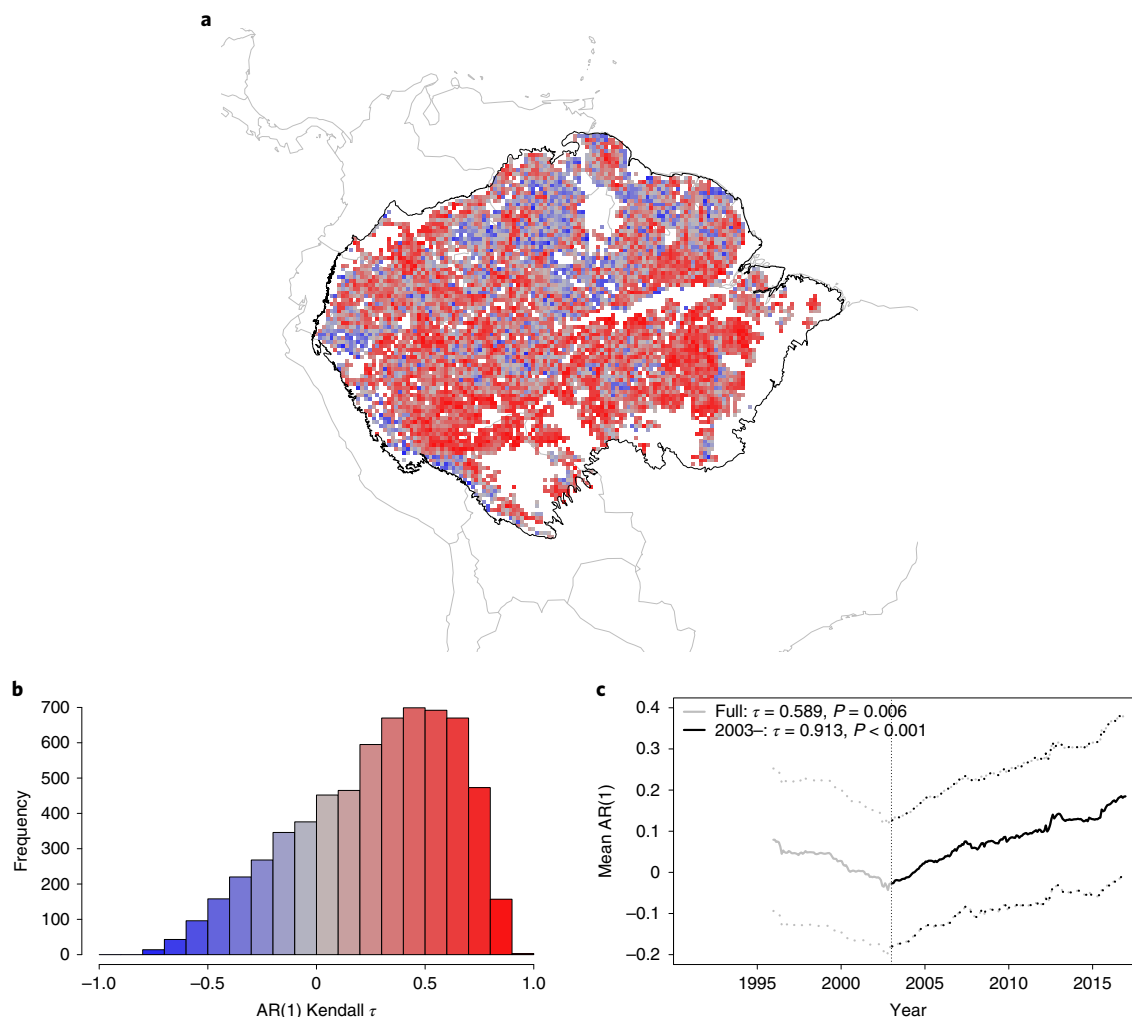 a
b
700
600
500
400
300
200
100
0
Frequency
−1.0
−0.5
0
0.5
1.0
AR(1) Kendall τ
c
Full: τ = 0.589, P = 0.006
2003–: τ = 0.913, P < 0.001
0.4
0.3
0.2
0.1
0
−0.1
−0.2
Mean AR(1)
1995
2000
2005
2010
2015
Year